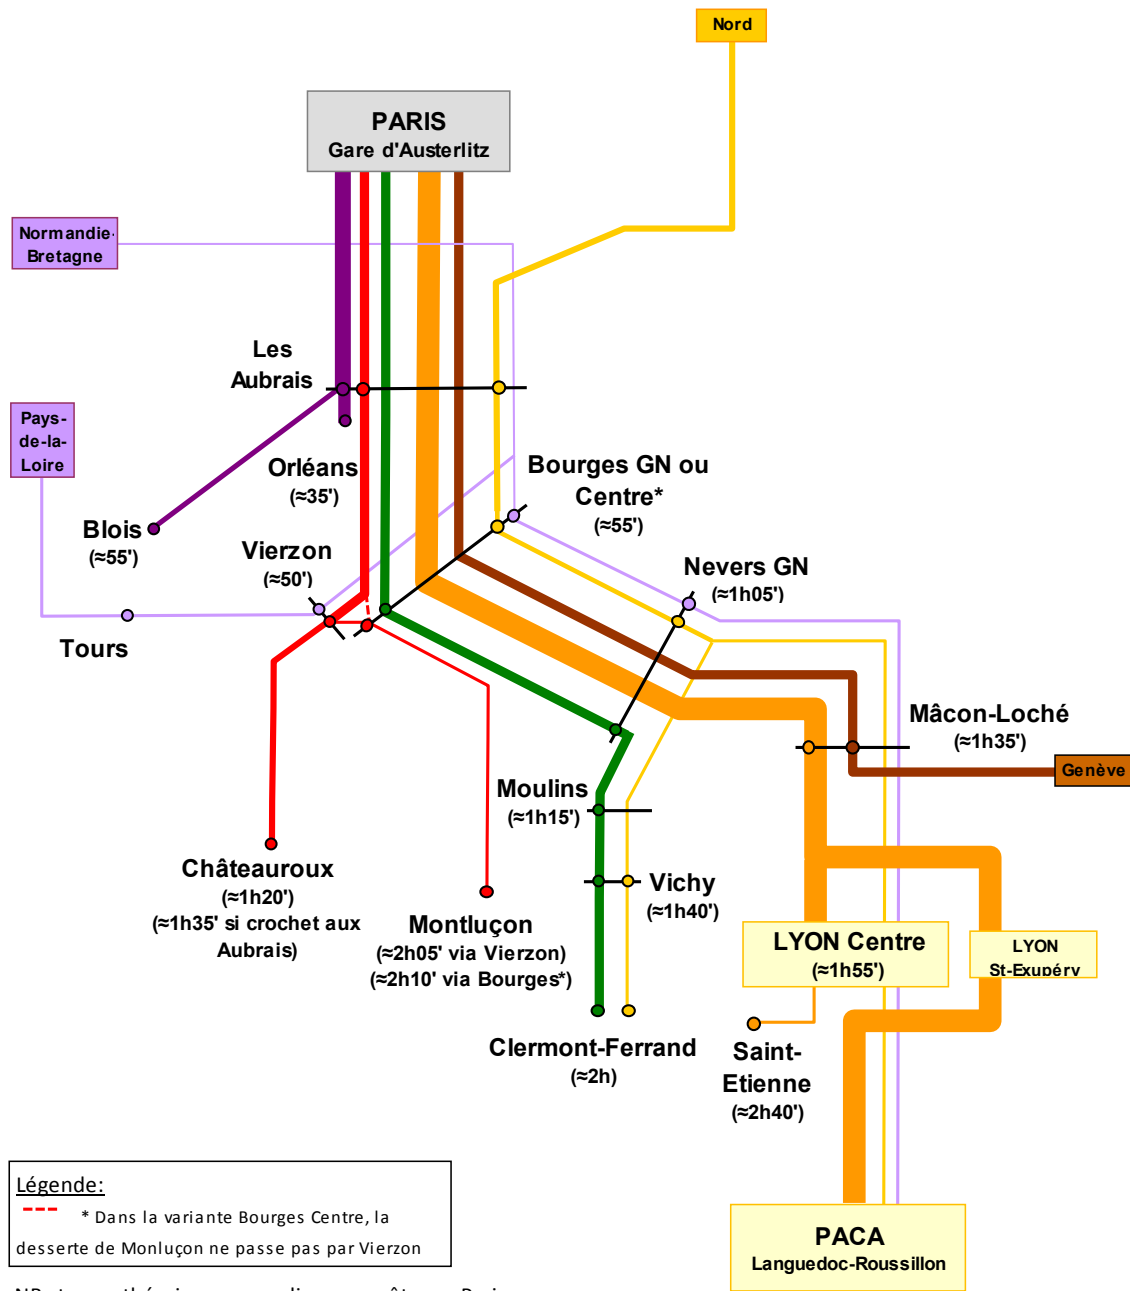 Nord
PARIS
Gare d'Austerlitz
Normandie-
Bretagne
Les
Aubrais
Pays-
de-la-
Loire
Orléans
(≈35')
Bourges GN ou
Centre*
(≈55')
Blois
(≈55')
Vierzon
(≈50')
Nevers GN
(≈1h05')
Tours
Mâcon-Loché
(≈1h35')
Genève
Moulins
(≈1h15')
Châteauroux
(≈1h20')
(≈1h35' si crochet aux
Aubrais)
Vichy
(≈1h40')
Montluçon
(≈2h05' via Vierzon)
(≈2h10' via Bourges*)
LYON Centre
(≈1h55')
LYON
St-Exupéry
Clermont-Ferrand
(≈2h)
Saint-
Etienne
(≈2h40')
Légende:
* Dans la variante Bourges Centre, la
desserte de Monluçon ne passe pas par Vierzon
PACA
Languedoc-Roussillon